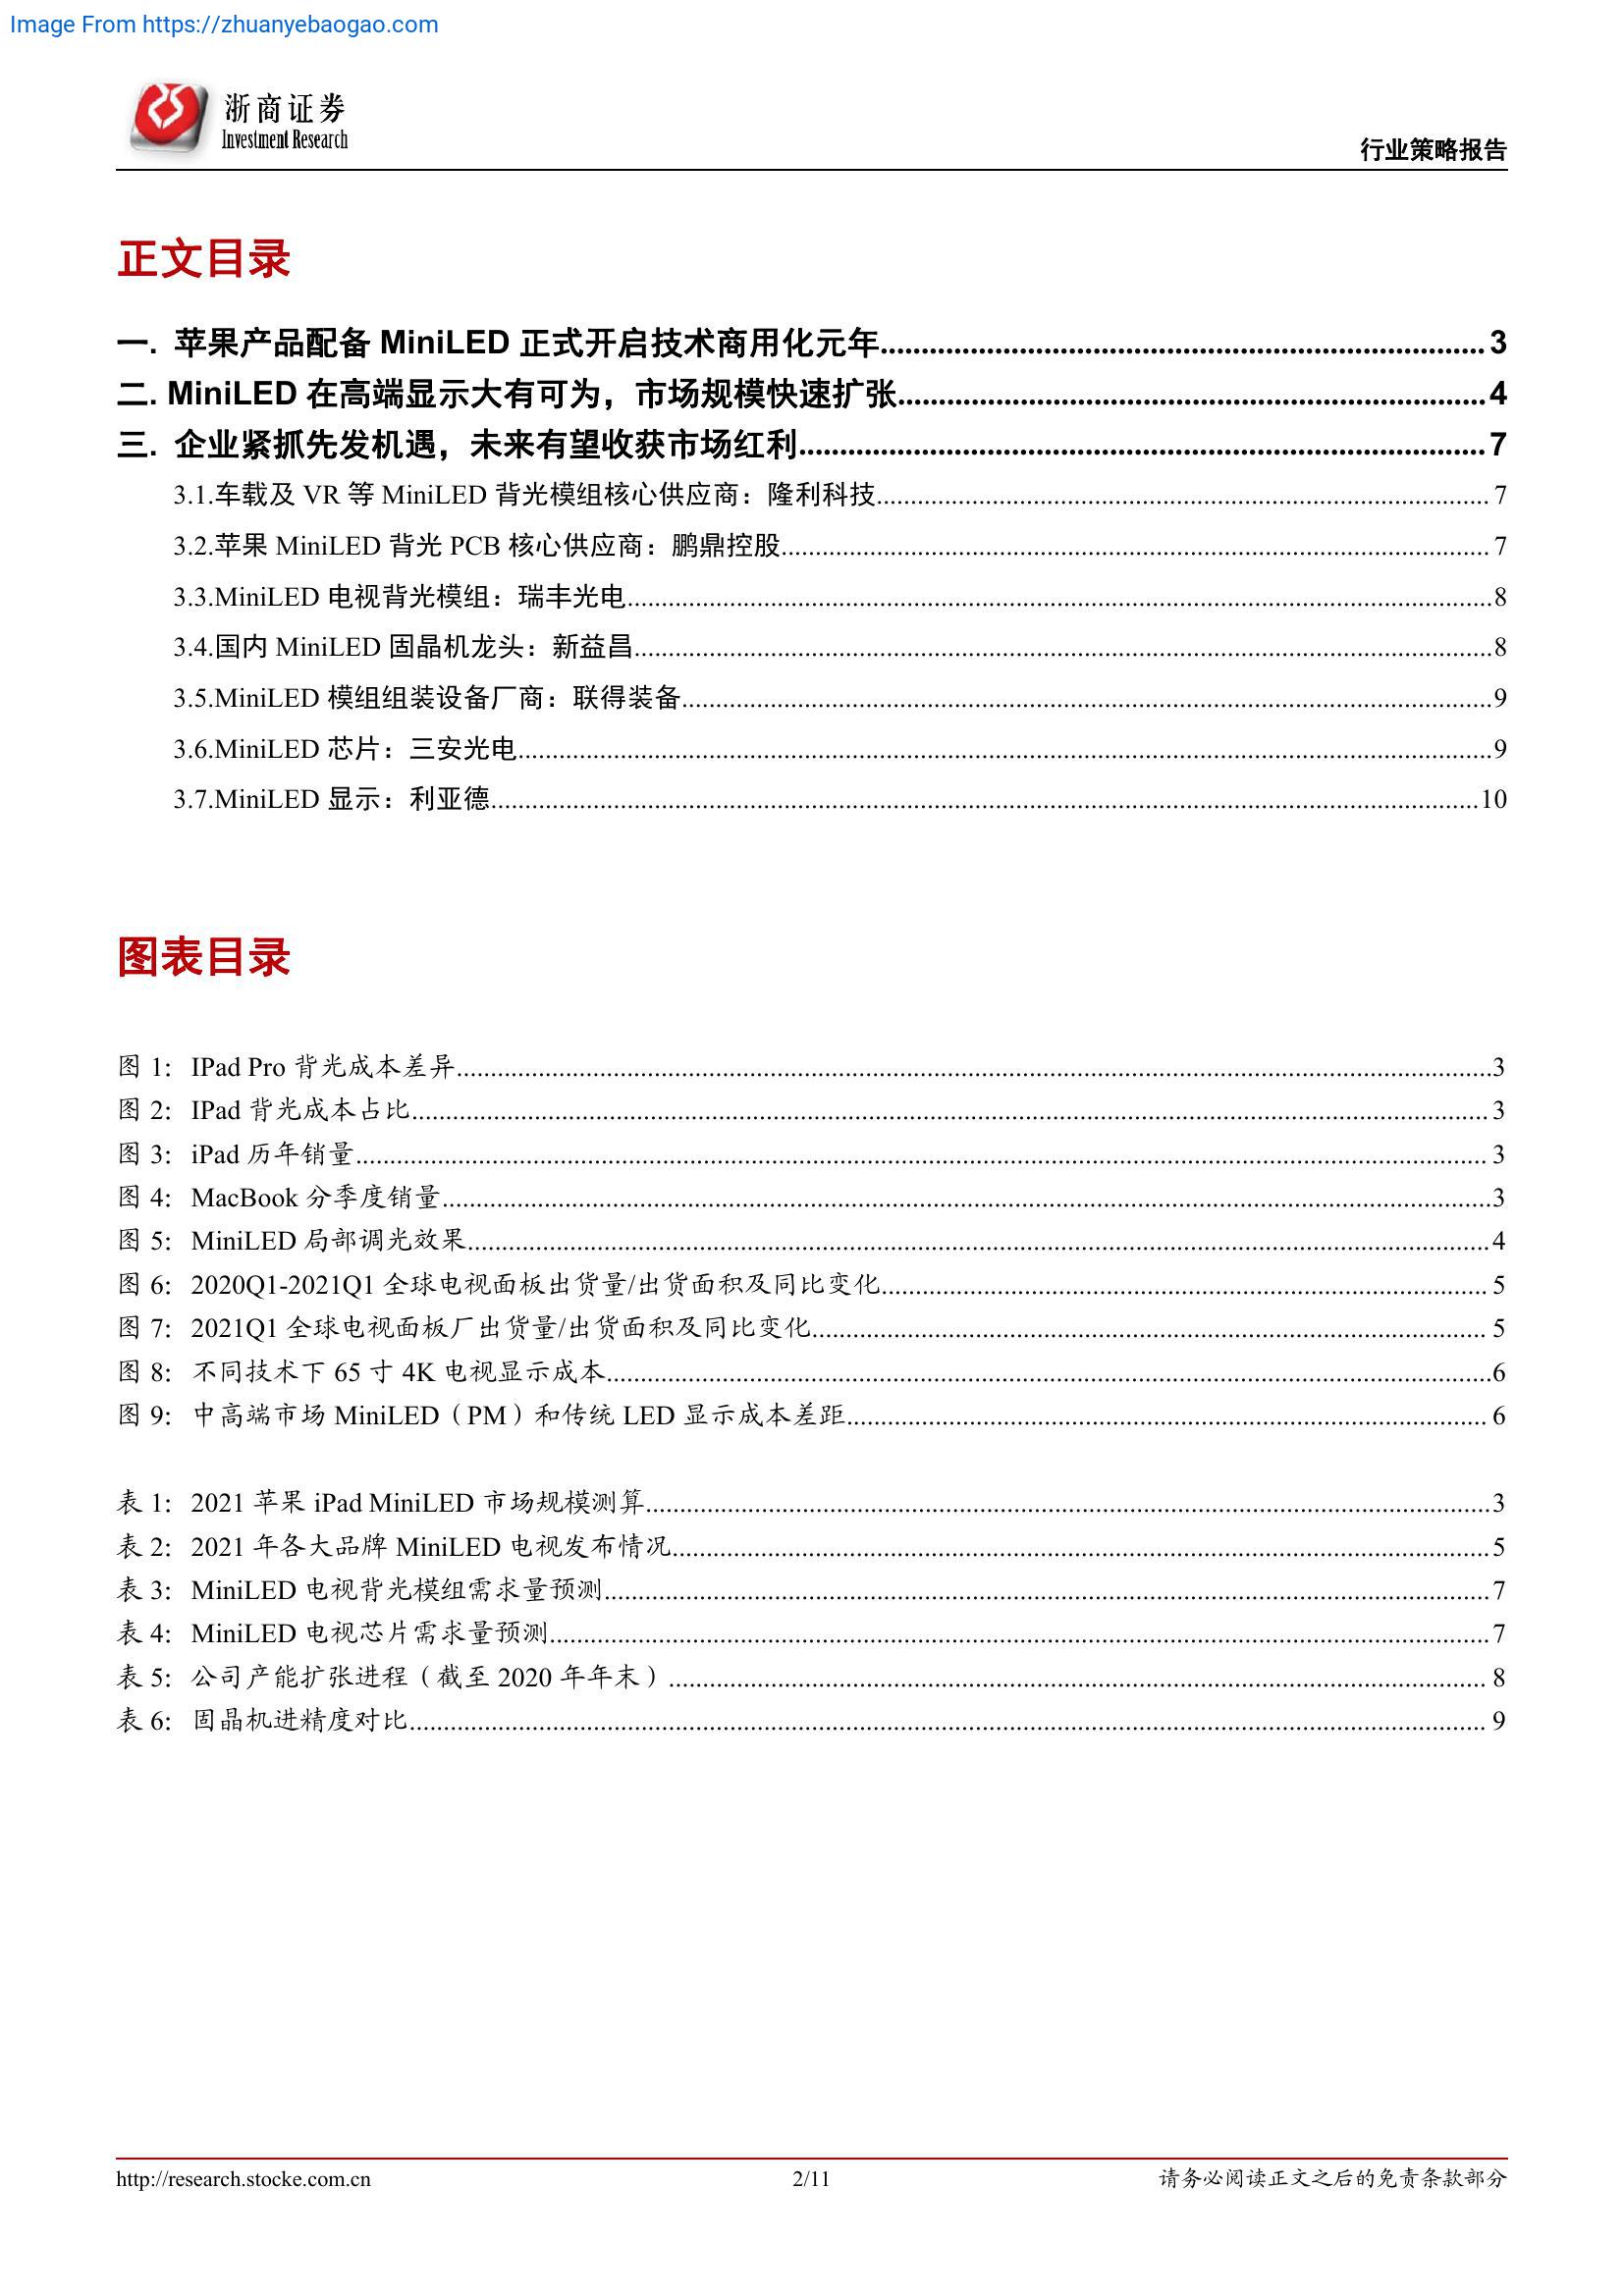 Image From https://zhuanyebaogao.com
浙商证券
Investment Research
行业策略报告
正文目录
一. 苹果产品配备 MiniLED 正式开启技术商用化元年 3
二. MiniLED 在高端显示大有可为，市场规模快速扩张 4
三. 企业紧抓先发机遇，未来有望收获市场红利 7
3.1.车载及 VR 等 MiniLED 背光模组核心供应商：隆利科技 7
3.2.苹果 MiniLED 背光 PCB 核心供应商：鹏鼎控股 7
3.3.MiniLED 电视背光模组：瑞丰光电 8
3.4.国内 MiniLED 固晶机龙头：新益昌 8
3.5.MiniLED 模组组装设备厂商：联得装备 9
3.6.MiniLED 芯片：三安光电 9
3.7.MiniLED 显示：利亚德 10
图表目录
图 1: IPad Pro 背光成本差异 3
图 2: IPad 背光成本占比 3
图 3: iPad 历年销量 3
图 4: MacBook 分季度销量 3
图 5: MiniLED 局部调光效果 4
图 6: 2020Q1-2021Q1 全球电视面板出货量/出货面积及同比变化 5
图 7: 2021Q1 全球电视面板厂出货量/出货面积及同比变化 5
图 8: 不同技术下 65 寸 4K 电视显示成本 6
图 9: 中高端市场 MiniLED（PM）和传统 LED 显示成本差距 6
表 1: 2021 苹果 iPad MiniLED 市场规模测算 3
表 2: 2021 年各大品牌 MiniLED 电视发布情况 5
表 3: MiniLED 电视背光模组需求量预测 7
表 4: MiniLED 电视芯片需求量预测 7
表 5: 公司产能扩张进程（截至 2020 年年末） 8
表 6: 固晶机进精度对比 9
http://research.stocke.com.cn
2/11
请务必阅读正文之后的免责条款部分